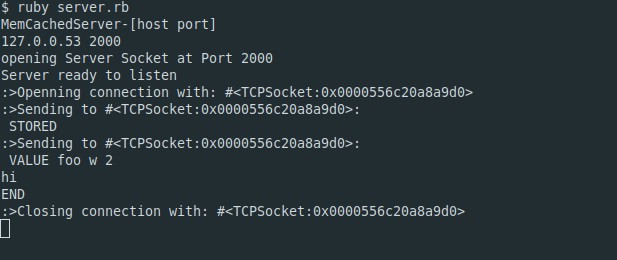 $ ruby server.rb
MemCachedServer-[host port]
127.0.0.53 2000
opening Server Socket at Port 2000
Server ready to listen
:>Openning connection with: #<TCPSocket:0x0000556c20a8a9d0>
:>Sending to #<TCPSocket:0x0000556c20a8a9d0>:
 STORED
:>Sending to #<TCPSocket:0x0000556c20a8a9d0>:
 VALUE foo w 2
hi
END
:>Closing connection with: #<TCPSocket:0x0000556c20a8a9d0>